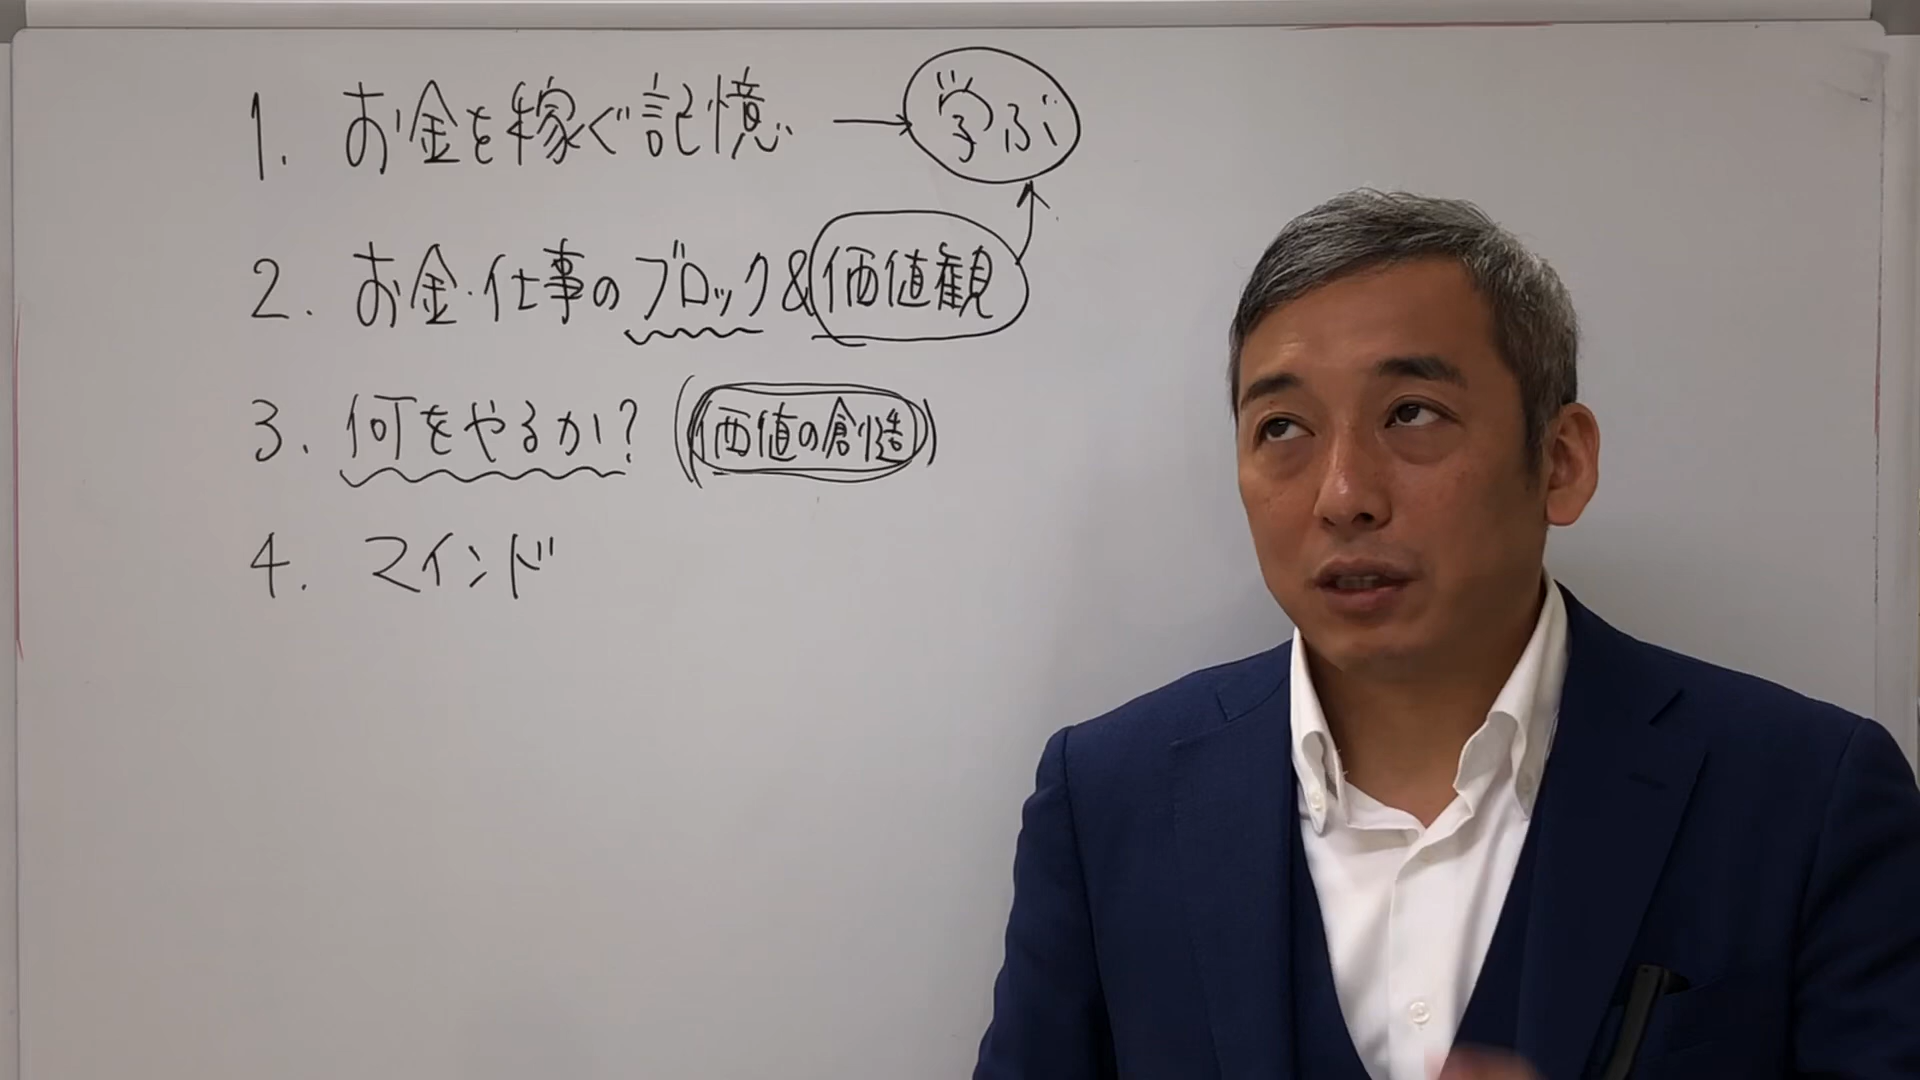 1. お金を稼ぐ記憶 → 学ぶ
2. お金・仕事のブロック&価値観
3. 何をやるか? (価値の創造)
4. マインド